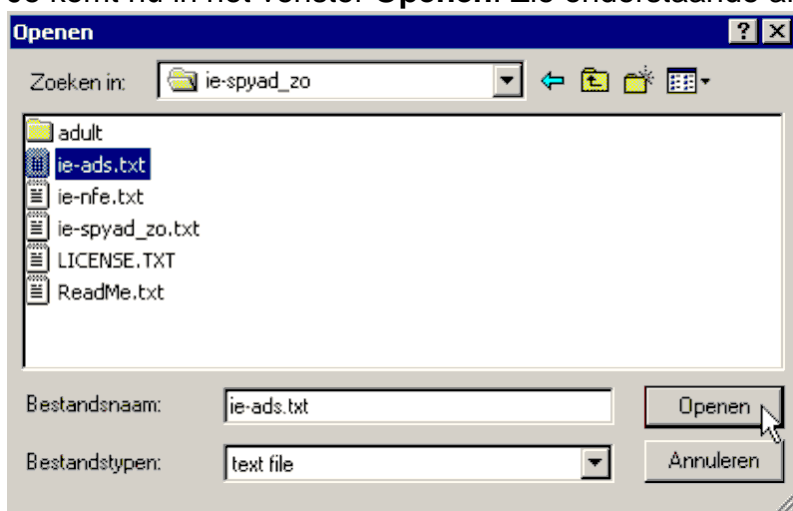 Openen
Zoeken in: ie-spyad_zo
adult
ie-ads.txt
ie-nfe.txt
ie-spyad_zo.txt
LICENSE.TXT
ReadMe.txt
Bestandsnaam: ie-ads.txt Openen
Bestandstypen: text file Annuleren